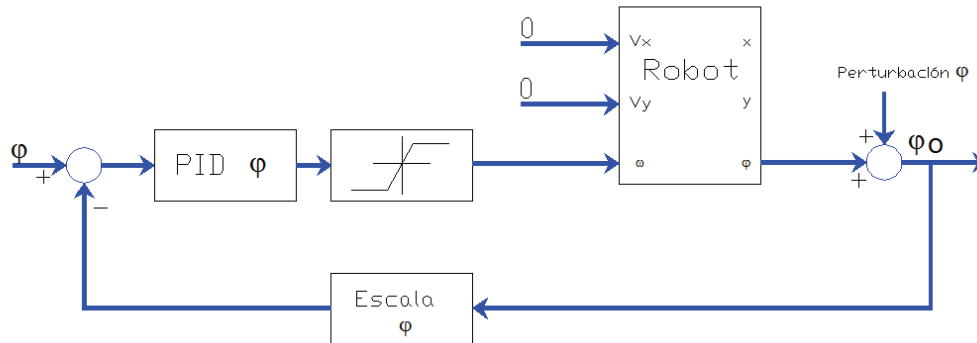 0
Vx
x
Robot
Perturbación φ
0
Vy
y
φ
+
PID φ
ω
φ
+
+
φo
−
Escala
φ